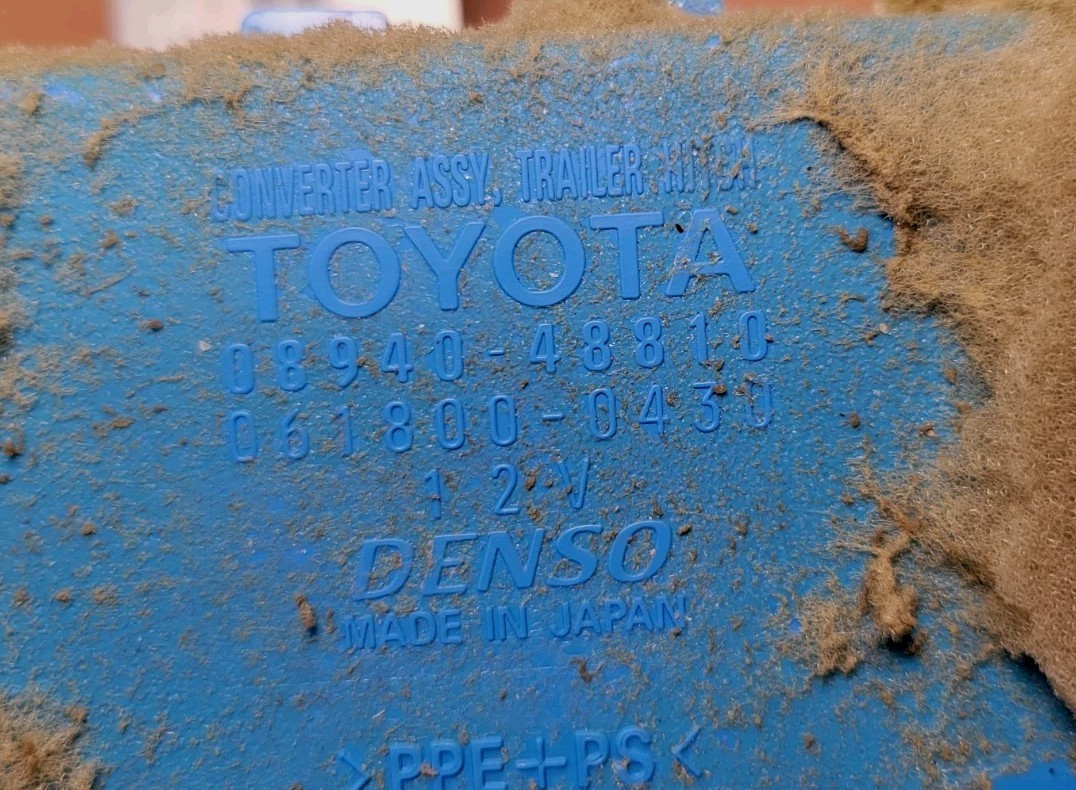 CONVERTER ASSY, TRAILER HITCH
TOYOTA
08940-48810
061800-0430
12V
DENSO
MADE IN JAPAN
>PPE+PS<